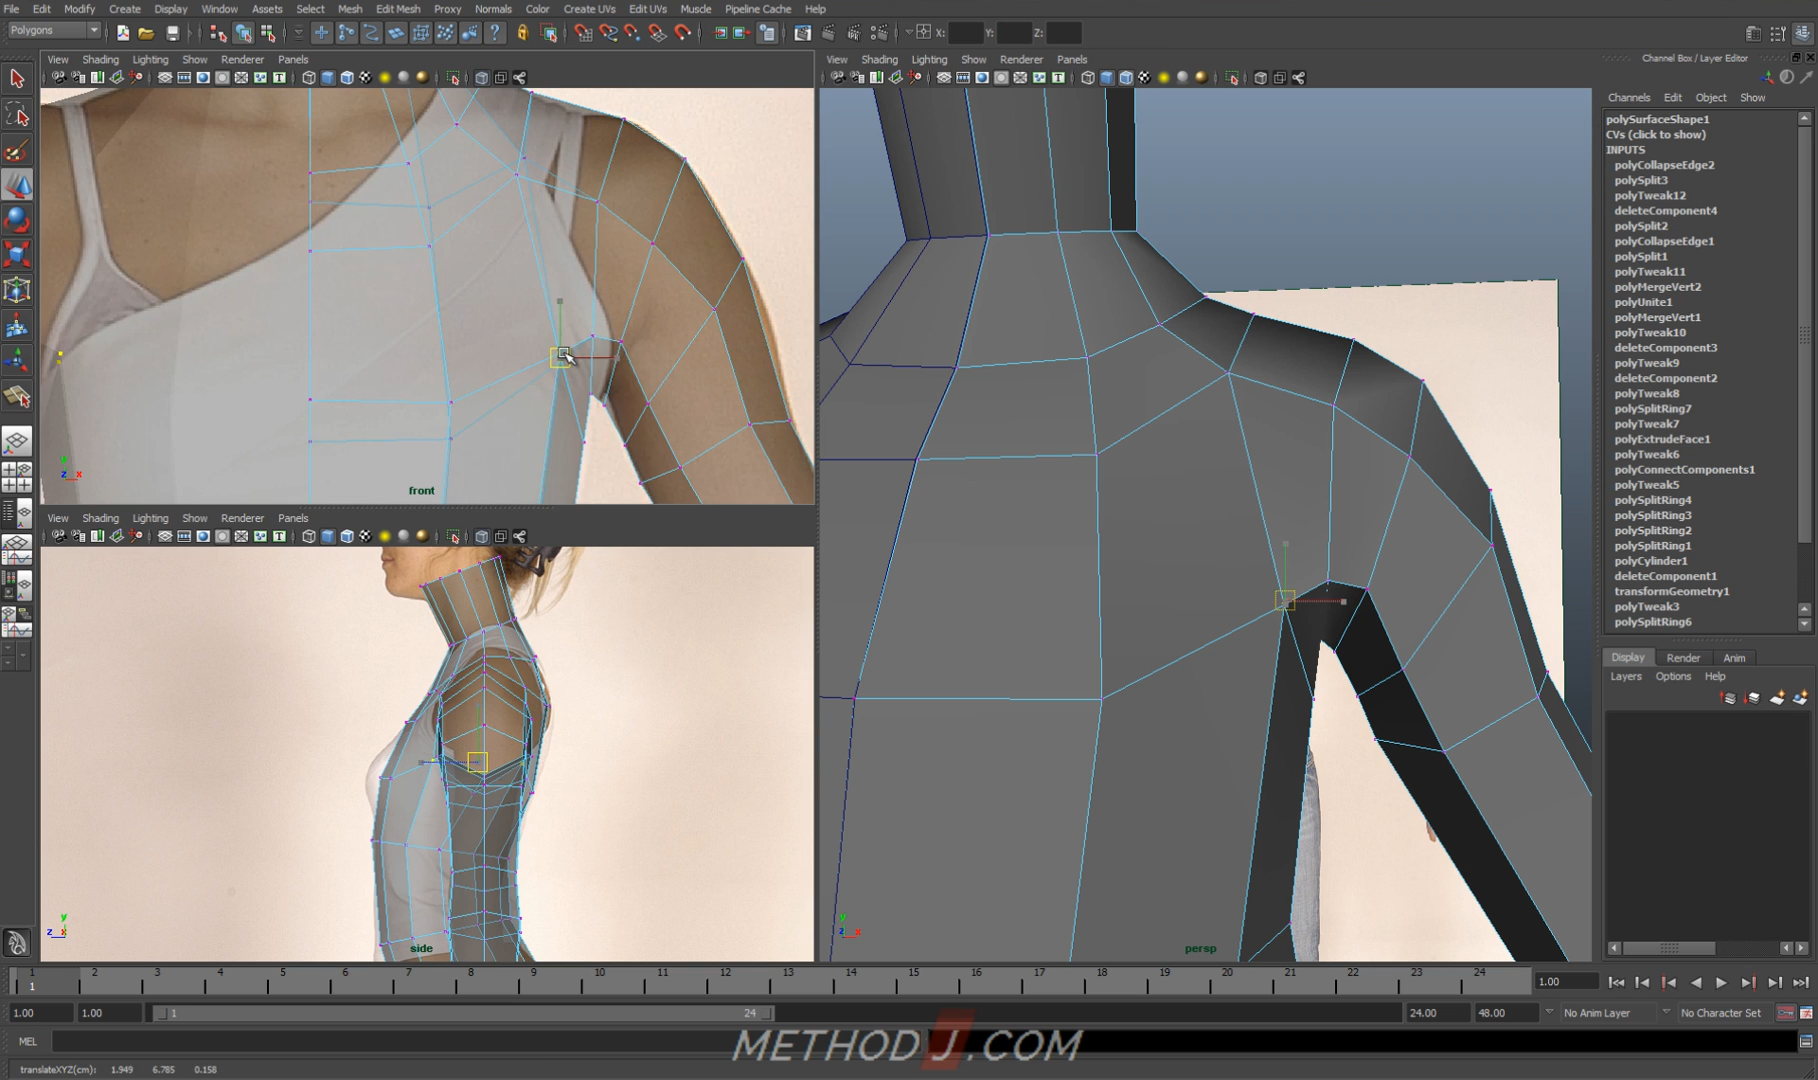 File Edit Modify Create Display Window Assets Select Mesh Edit Mesh Proxy Normals Color Create UVs Edit UVs Muscle Pipeline Cache Help
Polygons X: Y: Z:
Channel Box / Layer Editor
View Shading Lighting Show Renderer Panels
View Shading Lighting Show Renderer Panels
Channels Edit Object Show
polySurfaceShape1
CVs (click to show)
INPUTS
polyCollapseEdge2
polySplit3
polyTweak12
deleteComponent4
polySplit2
polyCollapseEdge1
polySplit1
polyTweak11
polyMergeVert2
polyUnite1
polyMergeVert1
polyTweak10
deleteComponent3
polyTweak9
deleteComponent2
polyTweak8
polySplitRing7
polyTweak7
polyExtrudeFace1
polyTweak6
polyConnectComponents1
polyTweak5
polySplitRing4
polySplitRing3
polySplitRing2
polySplitRing1
polyCylinder1
deleteComponent1
transformGeometry1
polyTweak3
polySplitRing6
z x
front
View Shading Lighting Show Renderer Panels
Display Render Anim
Layers Options Help
y
z x
side
y
z x
persp
1 2 3 4 5 6 7 8 9 10 11 12 13 14 15 16 17 18 19 20 21 22 23 24
1
1.00
1.00 1.00 1 24 24.00 48.00 No Anim Layer No Character Set
MEL
METHODJ.COM
translateXYZ(cm): 1.949 6.785 0.158